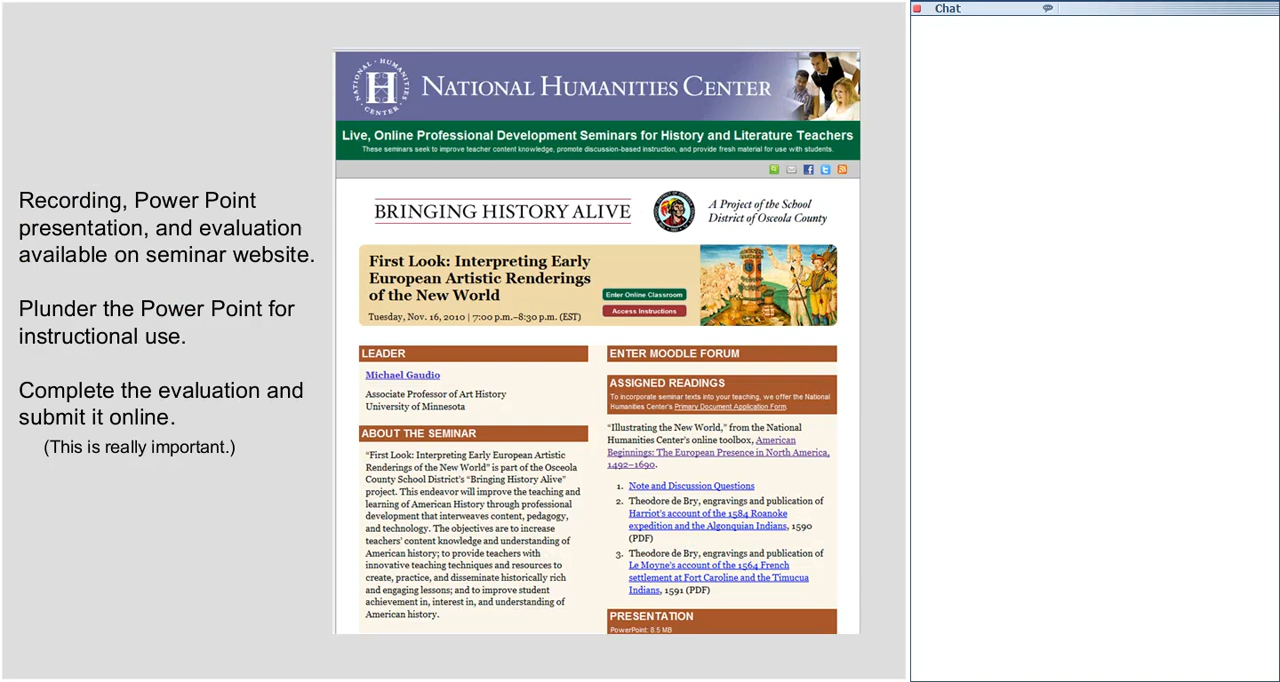 Chat
Recording, Power Point
presentation, and evaluation
available on seminar website.
Plunder the Power Point for
instructional use.
Complete the evaluation and
submit it online.
(This is really important.)
NATIONAL · HUMANITIES · CENTER ·
H
NATIONAL HUMANITIES CENTER
Live, Online Professional Development Seminars for History and Literature Teachers
These seminars seek to improve teacher content knowledge, promote discussion-based instruction, and provide fresh material for use with students.
BRINGING HISTORY ALIVE
A Project of the School
District of Osceola County
First Look: Interpreting Early
European Artistic Renderings
of the New World
Tuesday, Nov. 16, 2010 | 7:00 p.m.–8:30 p.m. (EST)
Enter Online Classroom
Access Instructions
LEADER
Michael Gaudio
Associate Professor of Art History
University of Minnesota
ABOUT THE SEMINAR
“First Look: Interpreting Early European Artistic
Renderings of the New World” is part of the Osceola
County School District’s “Bringing History Alive”
project. This endeavor will improve the teaching and
learning of American History through professional
development that interweaves content, pedagogy,
and technology. The objectives are to increase
teachers’ content knowledge and understanding of
American history; to provide teachers with
innovative teaching techniques and resources to
create, practice, and disseminate historically rich
and engaging lessons; and to improve student
achievement in, interest in, and understanding of
American history.
ENTER MOODLE FORUM
ASSIGNED READINGS
To incorporate seminar texts into your teaching, we offer the National
Humanities Center's Primary Document Application Form.
“Illustrating the New World,” from the National
Humanities Center’s online toolbox, American
Beginnings: The European Presence in North America,
1492–1690.
1. Note and Discussion Questions
2. Theodore de Bry, engravings and publication of
Harriot’s account of the 1584 Roanoke
expedition and the Algonquian Indians, 1590
(PDF)
3. Theodore de Bry, engravings and publication of
Le Moyne’s account of the 1564 French
settlement at Fort Caroline and the Timucua
Indians, 1591 (PDF)
PRESENTATION
PowerPoint: 8.5 MB